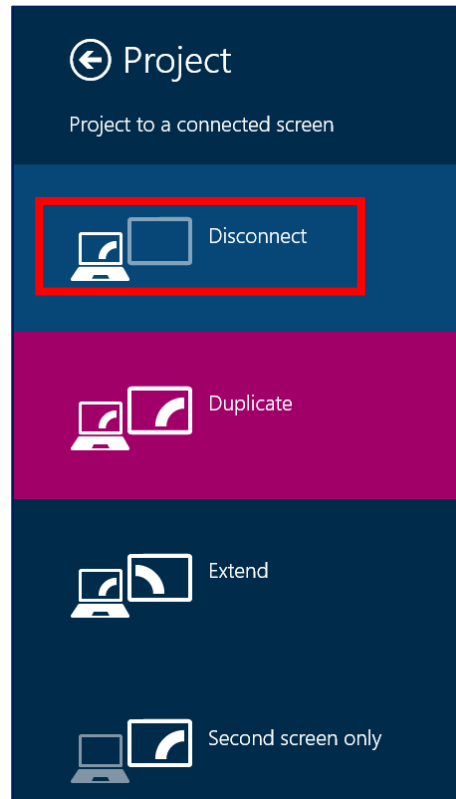 Project
Project to a connected screen
Disconnect
Duplicate
Extend
Second screen only